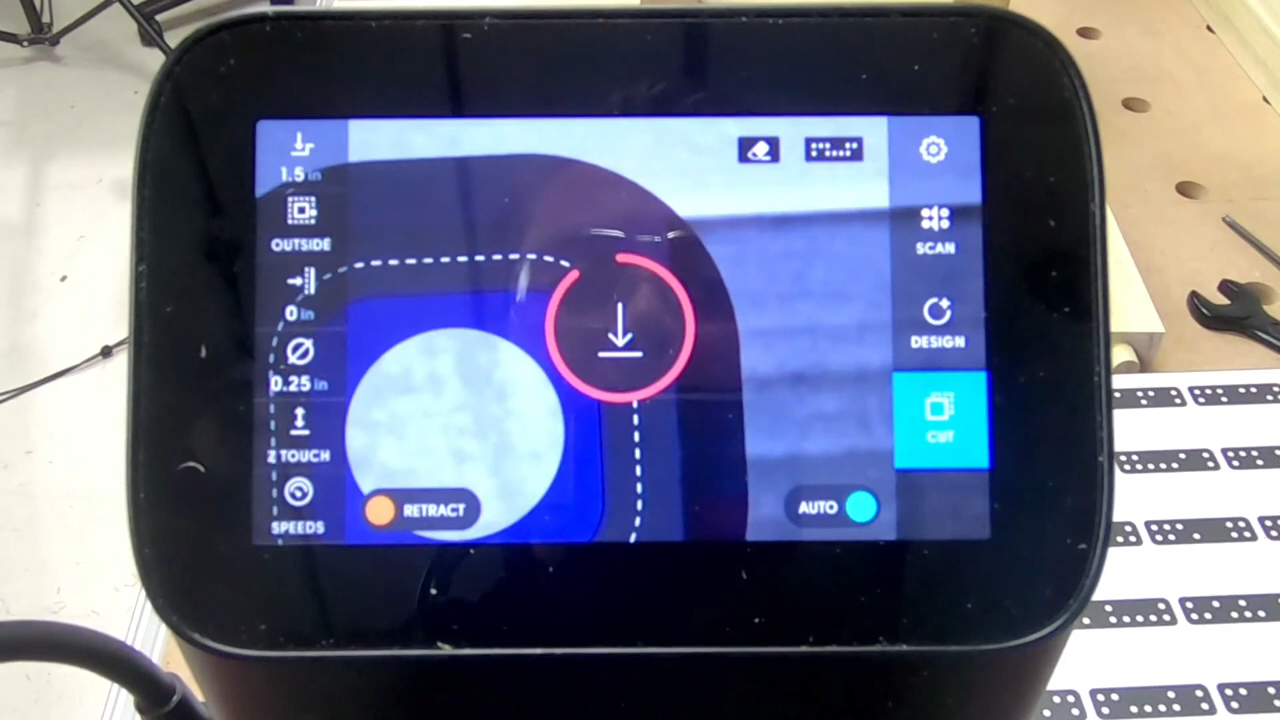 1.5 in
OUTSIDE
0 in
0.25 in
Z TOUCH
SPEEDS
RETRACT
AUTO
SCAN
DESIGN
CUT